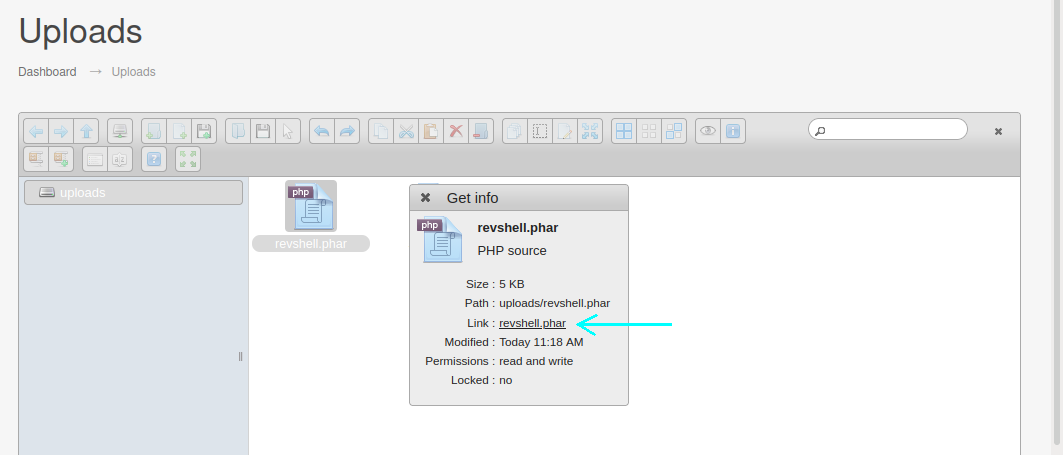 Uploads
Dashboard → Uploads
uploads
php
revshell.phar
Get info
php
revshell.phar
PHP source
Size : 5 KB
Path : uploads/revshell.phar
Link : revshell.phar
Modified : Today 11:18 AM
Permissions : read and write
Locked : no